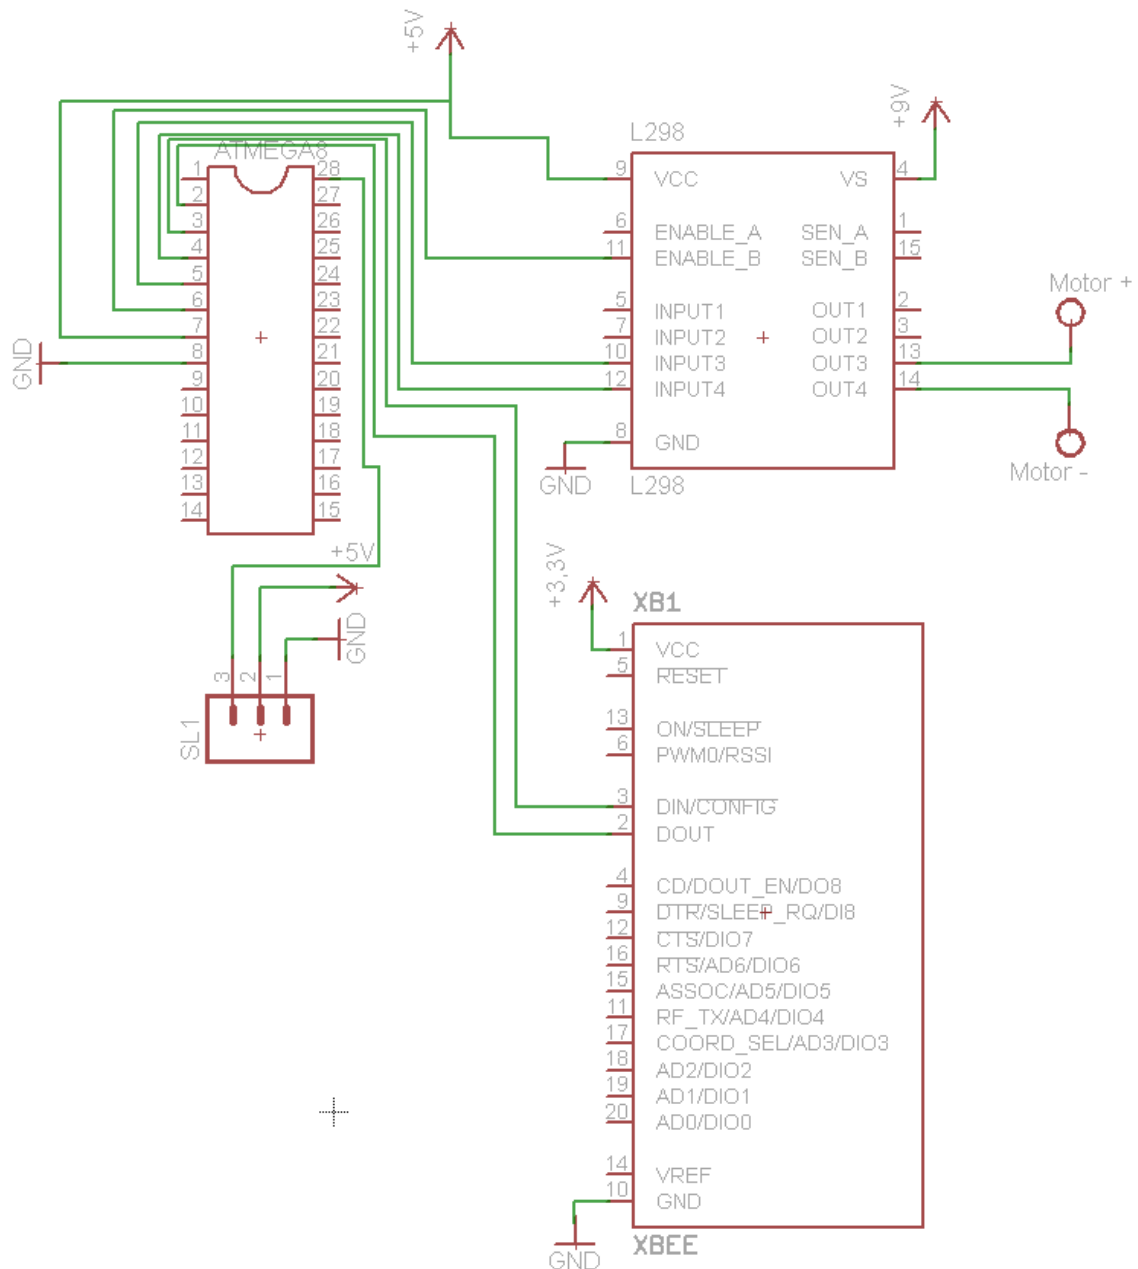 +5V
+9V
ATMEGA8
1 28
2 27
3 26
4 25
5 24
6 23
7 22
8 21
9 20
10 19
11 18
12 17
13 16
14 15
GND
L298
9 VCC VS 4
6 ENABLE_A SEN_A 1
11 ENABLE_B SEN_B 15
5 INPUT1 OUT1 2
7 INPUT2 OUT2 3
10 INPUT3 OUT3 13
12 INPUT4 OUT4 14
8 GND
L298
GND
Motor +
Motor -
+5V
GND
3 2 1
SL1
+3,3V
XB1
1 VCC
5 RESET
13 ON/SLEEP
6 PWM0/RSSI
3 DIN/CONFIG
2 DOUT
4 CD/DOUT_EN/DO8
9 DTR/SLEEP_RQ/DI8
12 CTS/DIO7
16 RTS/AD6/DIO6
15 ASSOC/AD5/DIO5
11 RF_TX/AD4/DIO4
17 COORD_SEL/AD3/DIO3
18 AD2/DIO2
19 AD1/DIO1
20 AD0/DIO0
14 VREF
10 GND
XBEE
GND